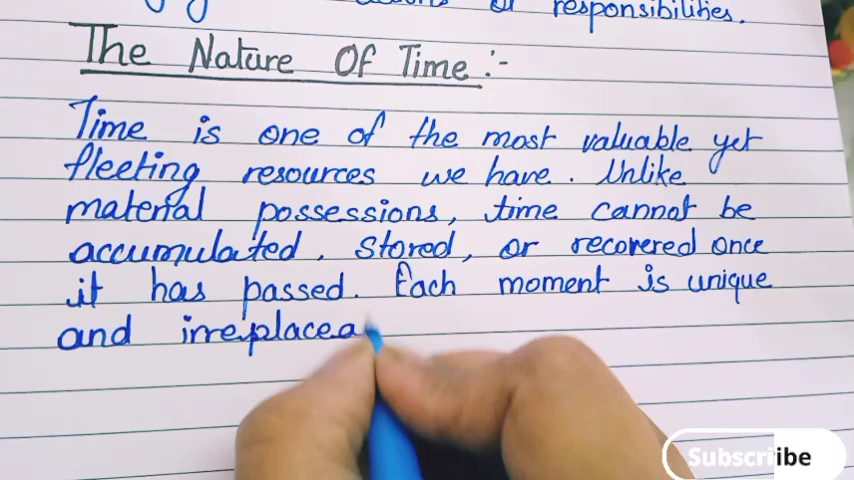 or responsibilities.
The Nature Of Time :-
Time is one of the most valuable yet
fleeting resources we have. Unlike
material possessions, time cannot be
accumulated, stored, or recovered once
it has passed. Each moment is unique
and irreplacea
Subscribe